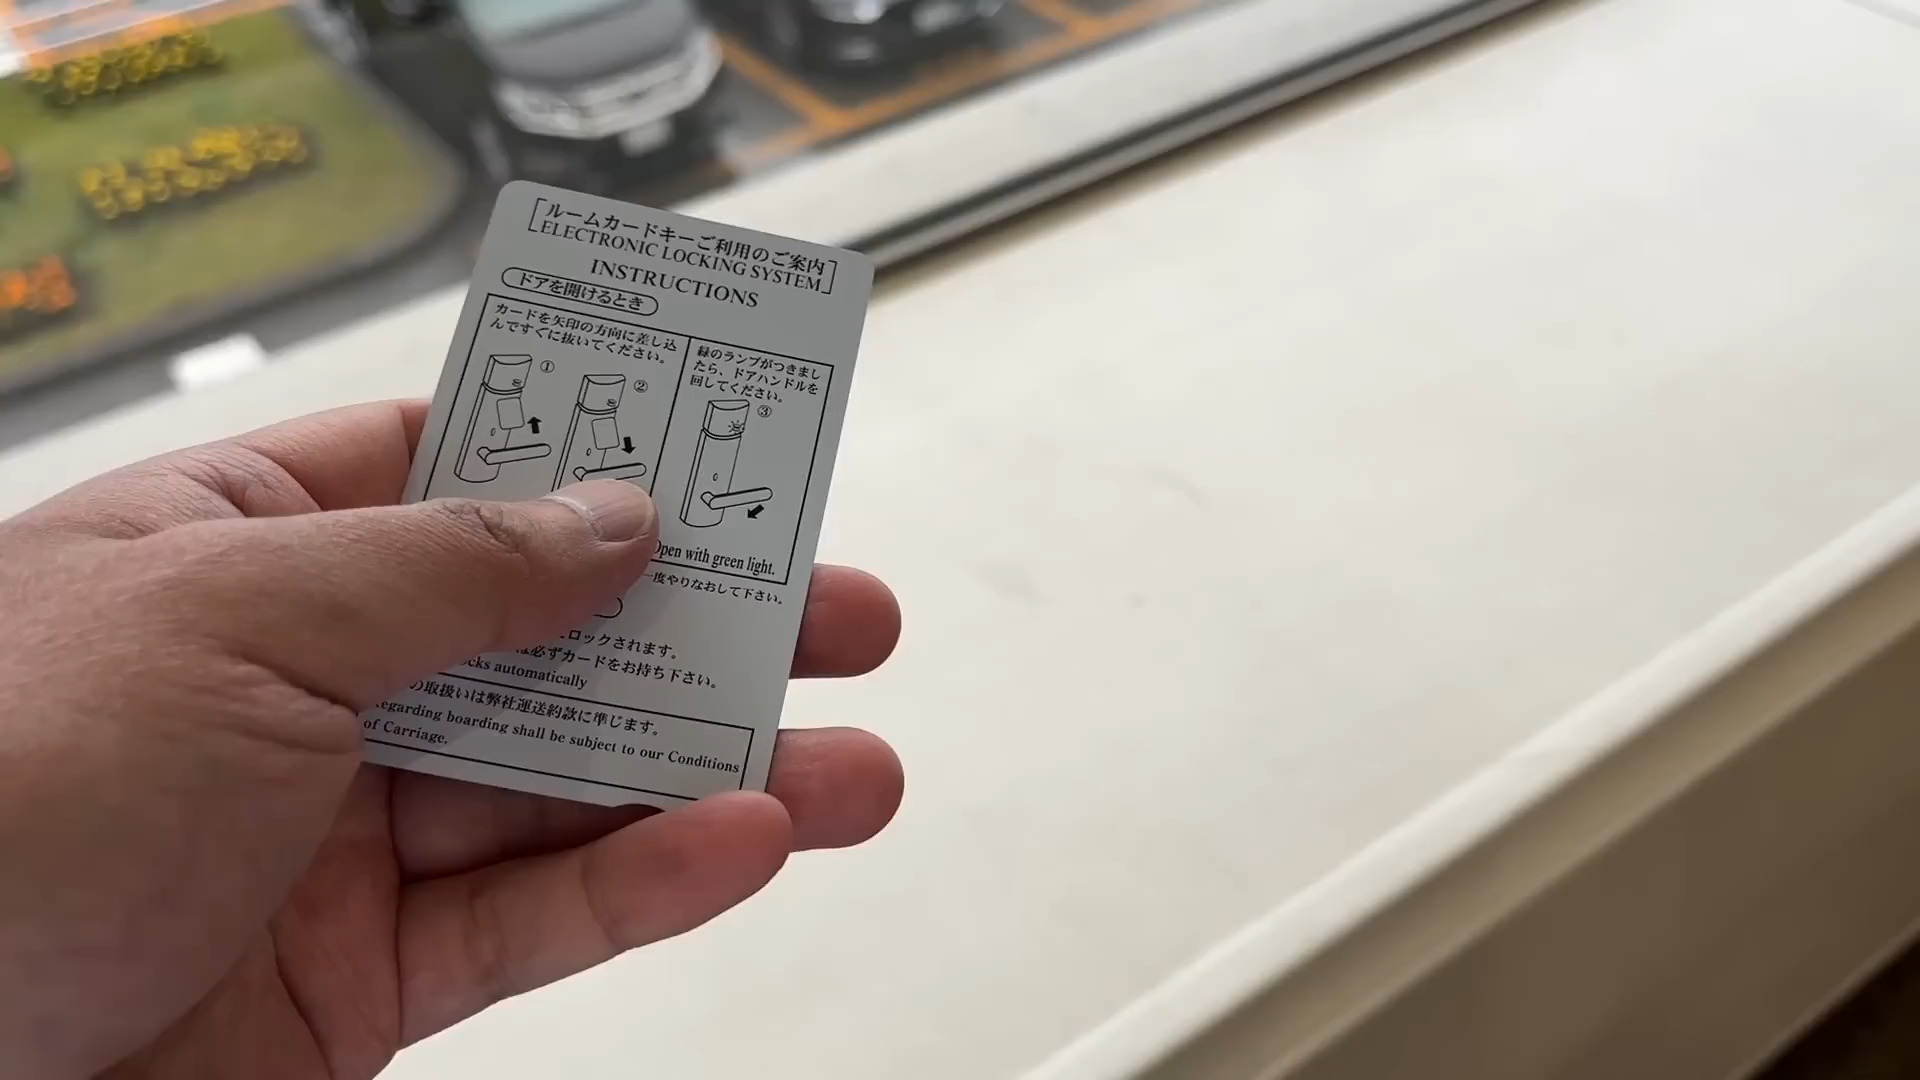 ルームカードキーご利用のご案内
ELECTRONIC LOCKING SYSTEM
INSTRUCTIONS
ドアを開けるとき
カードを矢印の方向に差し込
んですぐに抜いてください。
①
②
緑のランプがつきまし
たら、ドアハンドルを
回してください。
③
Open with green light.
一度やりなおして下さい。
ロックされます。
必ずカードをお持ち下さい。
automatically
の取扱いは弊社運送約款に準じます。
regarding boarding shall be subject to our Conditions
of Carriage.